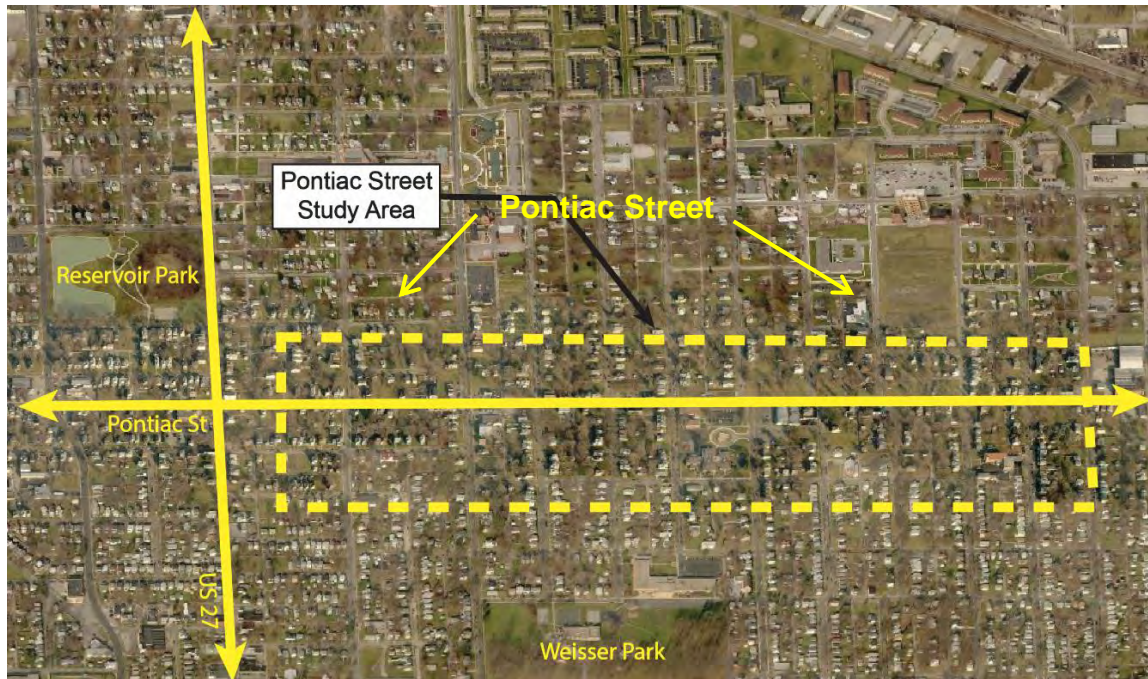 Pontiac Street
Study Area
Pontiac Street
Reservoir Park
Pontiac St
US 27
Weisser Park